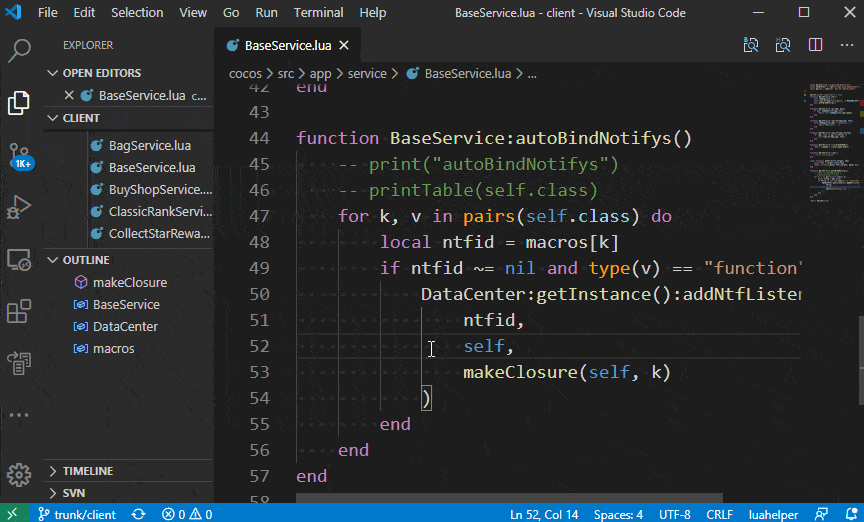 File Edit Selection View Go Run Terminal Help BaseService.lua - client - Visual Studio Code
EXPLORER
OPEN EDITORS
BaseService.lua c...
CLIENT
BagService.lua
BaseService.lua
BuyShopService....
ClassicRankServi...
CollectStarRewa...
OUTLINE
makeClosure
BaseService
DataCenter
macros
TIMELINE
SVN
1K+
BaseService.lua
cocos > src > app > service > BaseService.lua > ...
42 end
43
44 function BaseService:autoBindNotifys()
45 -- print("autoBindNotifys")
46 -- printTable(self.class)
47 for k, v in pairs(self.class) do
48 local ntfid = macros[k]
49 if ntfid ~= nil and type(v) == "function"
50 DataCenter:getInstance():addNtfListen
51 ntfid,
52 self,
53 makeClosure(self, k)
54 )
55 end
56 end
57 end
58
trunk/client 0 0 Ln 52, Col 14 Spaces: 4 UTF-8 CRLF luahelper